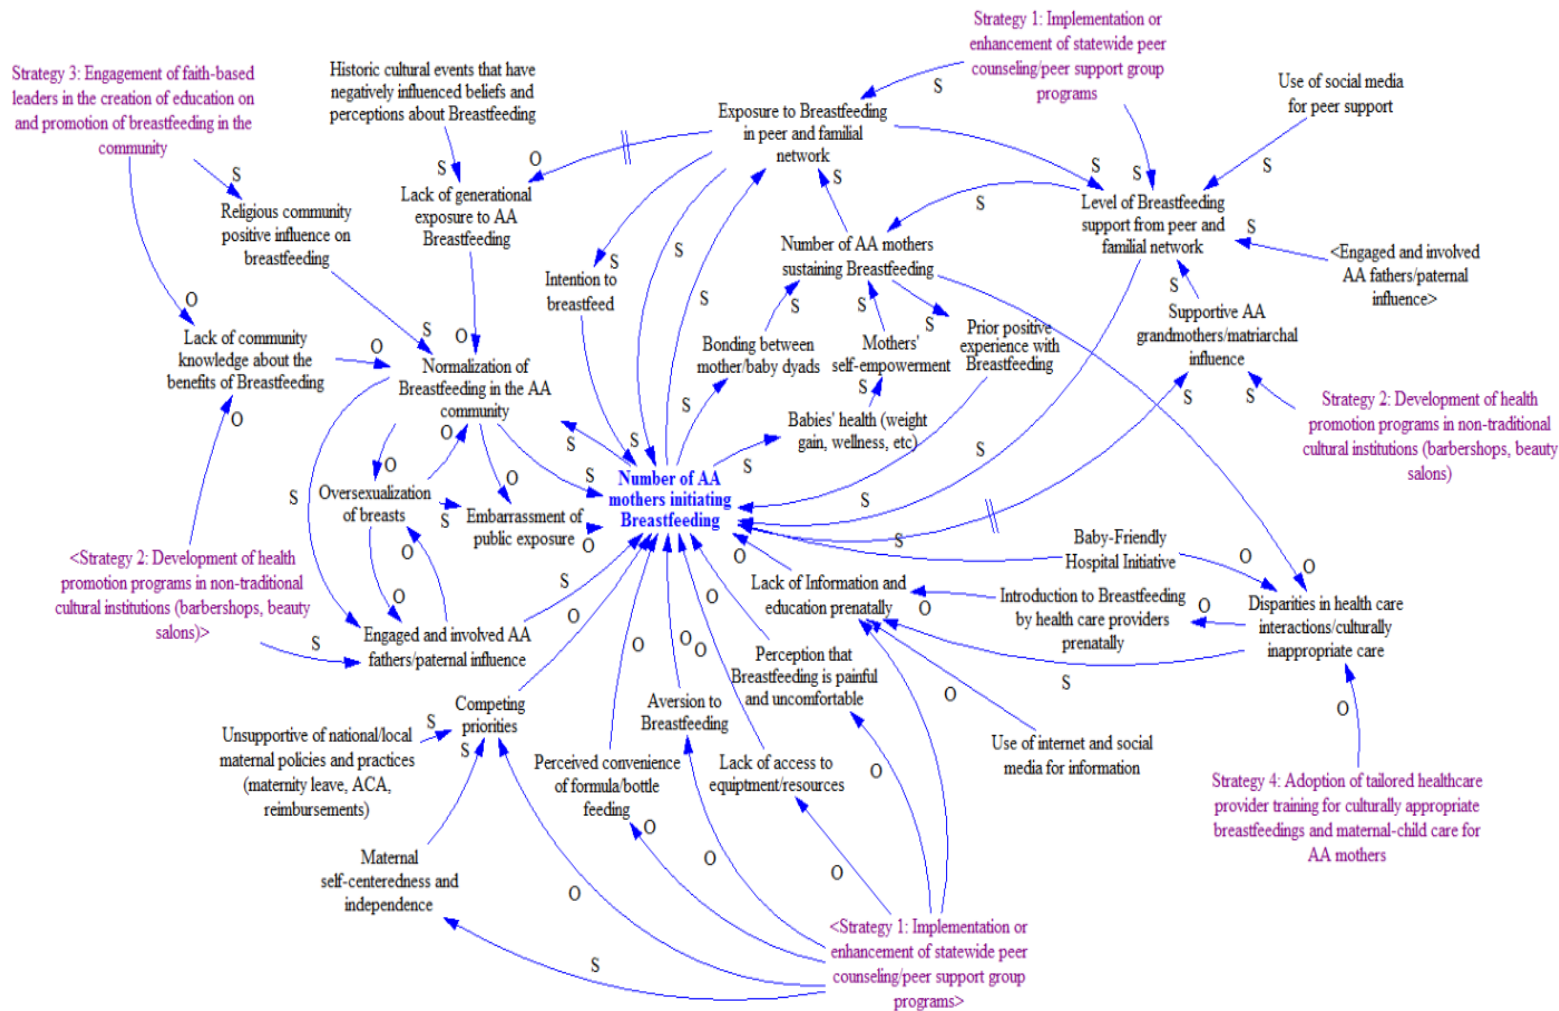 Strategy 1: Implementation or
enhancement of statewide peer
counseling/peer support group
programs
Strategy 3: Engagement of faith-based
leaders in the creation of education on
and promotion of breastfeeding in the
community
Historic cultural events that have
negatively influenced beliefs and
perceptions about Breastfeeding
Exposure to Breastfeeding
in peer and familial
network
Use of social media
for peer support
S
O
S
S
S
S
S
S
Lack of generational
exposure to AA
Breastfeeding
Religious community
positive influence on
breastfeeding
Level of Breastfeeding
support from peer and
familial network
S
S
Number of AA mothers
sustaining Breastfeeding
<Engaged and involved
AA fathers/paternal
influence>
S
S
Intention to
breastfeed
S
O
S
S
S
S
Supportive AA
grandmothers/matriarchal
influence
Lack of community
knowledge about the
benefits of Breastfeeding
O
S
O
Normalization of
Breastfeeding in the AA
community
Bonding between
mother/baby dyads
Mothers'
self-empowerment
Prior positive
experience with
Breastfeeding
S
S
S
S
Strategy 2: Development of health
promotion programs in non-traditional
cultural institutions (barbershops, beauty
salons)
O
O
S
S
Babies' health (weight
gain, wellness, etc)
S
O
O
S
S
Number of AA
mothers initiating
Breastfeeding
S
S
Oversexualization
of breasts
S
Embarrassment of
public exposure
O
S
<Strategy 2: Development of health
promotion programs in non-traditional
cultural institutions (barbershops, beauty
salons)>
O
O
S
S
O
S
Baby-Friendly
Hospital Initiative
O
O
Lack of Information and
education prenatally
O
Introduction to Breastfeeding
by health care providers
prenatally
O
Disparities in health care
interactions/culturally
inappropriate care
Engaged and involved AA
fathers/paternal influence
O
O
O
O
O
Perception that
Breastfeeding is painful
and uncomfortable
S
O
O
Competing
priorities
Aversion to
Breastfeeding
Unsupportive of national/local
maternal policies and practices
(maternity leave, ACA,
reimbursements)
S
S
Perceived convenience
of formula/bottle
feeding
Lack of access to
equiptment/resources
Use of internet and social
media for information
Strategy 4: Adoption of tailored healthcare
provider training for culturally appropriate
breastfeedings and maternal-child care for
AA mothers
O
O
O
O
O
Maternal
self-centeredness and
independence
S
<Strategy 1: Implementation or
enhancement of statewide peer
counseling/peer support group
programs>